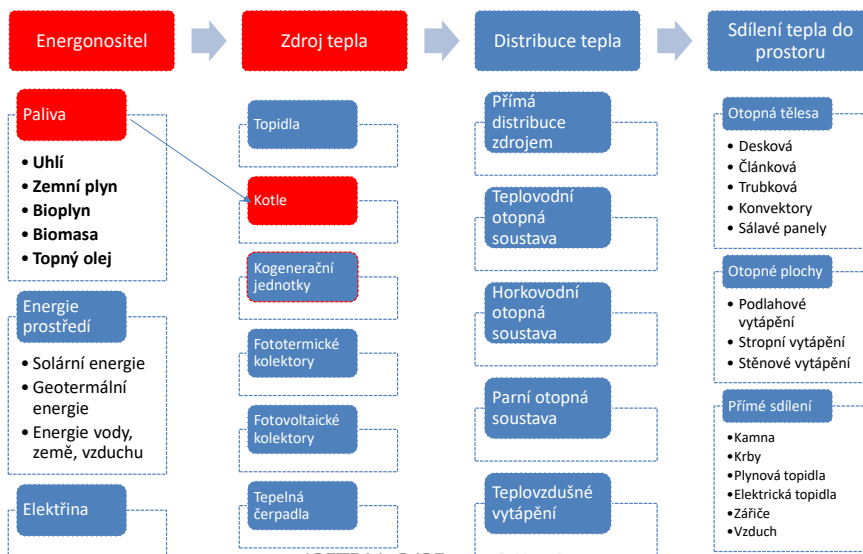 Energonositel
Zdroj tepla
Distribuce tepla
Sdílení tepla do
prostoru
Paliva
• Uhlí
• Zemní plyn
• Bioplyn
• Biomasa
• Topný olej
Energie
prostředí
• Solární energie
• Geotermální
energie
• Energie vody,
země, vzduchu
Elektřina
Topidla
Kotle
Kogenerační
jednotky
Fototermické
kolektory
Fotovoltaické
kolektory
Tepelná
čerpadla
Přímá
distribuce
zdrojem
Teplovodní
otopná
soustava
Horkovodní
otopná
soustava
Parní otopná
soustava
Teplovzdušné
vytápění
Otopná tělesa
• Desková
• Článková
• Trubková
• Konvektory
• Sálavé panely
Otopné plochy
• Podlahové
vytápění
• Stropní vytápění
• Stěnové vytápění
Přímé sdílení
•Kamna
•Krby
•Plynová topidla
•Elektrická topidla
•Zářiče
•Vzduch